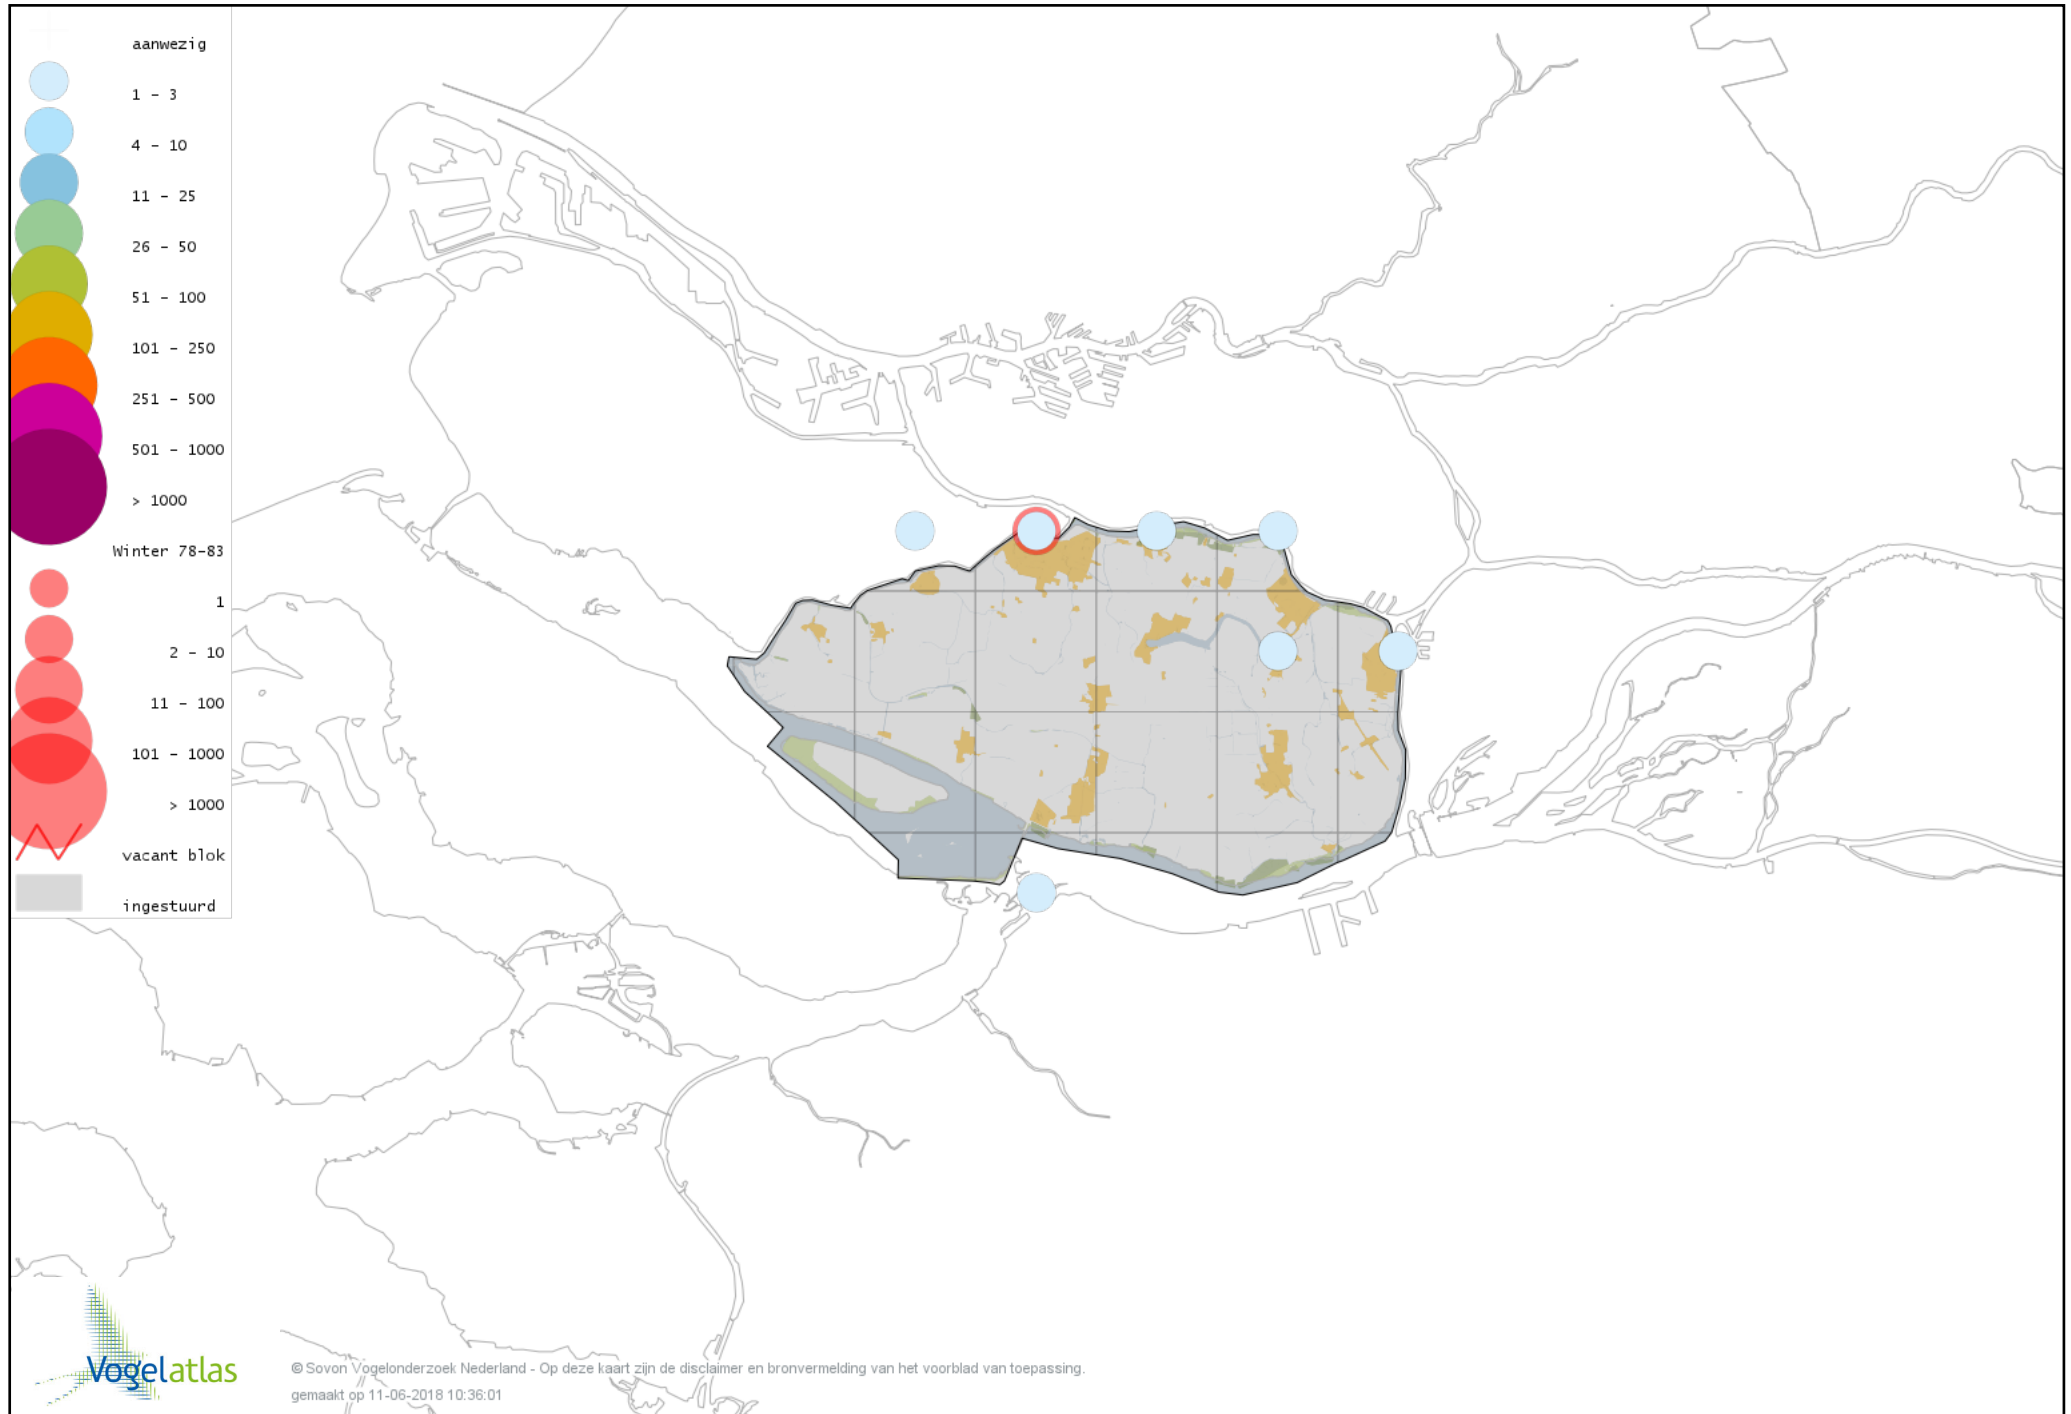 aanwezig
1 - 3
4 - 10
11 - 25
26 - 50
51 - 100
101 - 250
251 - 500
501 - 1000
> 1000
Winter 78-83
1
2 - 10
11 - 100
101 - 1000
> 1000
vacant blok
ingestuurd
Vogelatlas
© Sovon Vogelonderzoek Nederland - Op deze kaart zijn de disclaimer en bronvermelding van het voorblad van toepassing.
gemaakt op 11-06-2018 10:36:01